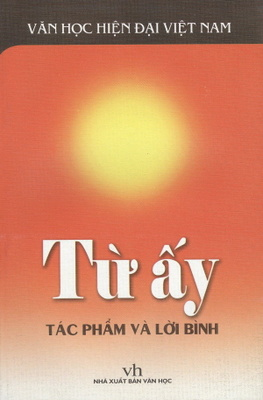 VĂN HỌC HIỆN ĐẠI VIỆT NAM
Từ ấy
TÁC PHẨM VÀ LỜI BÌNH
vh
NHÀ XUẤT BẢN VĂN HỌC